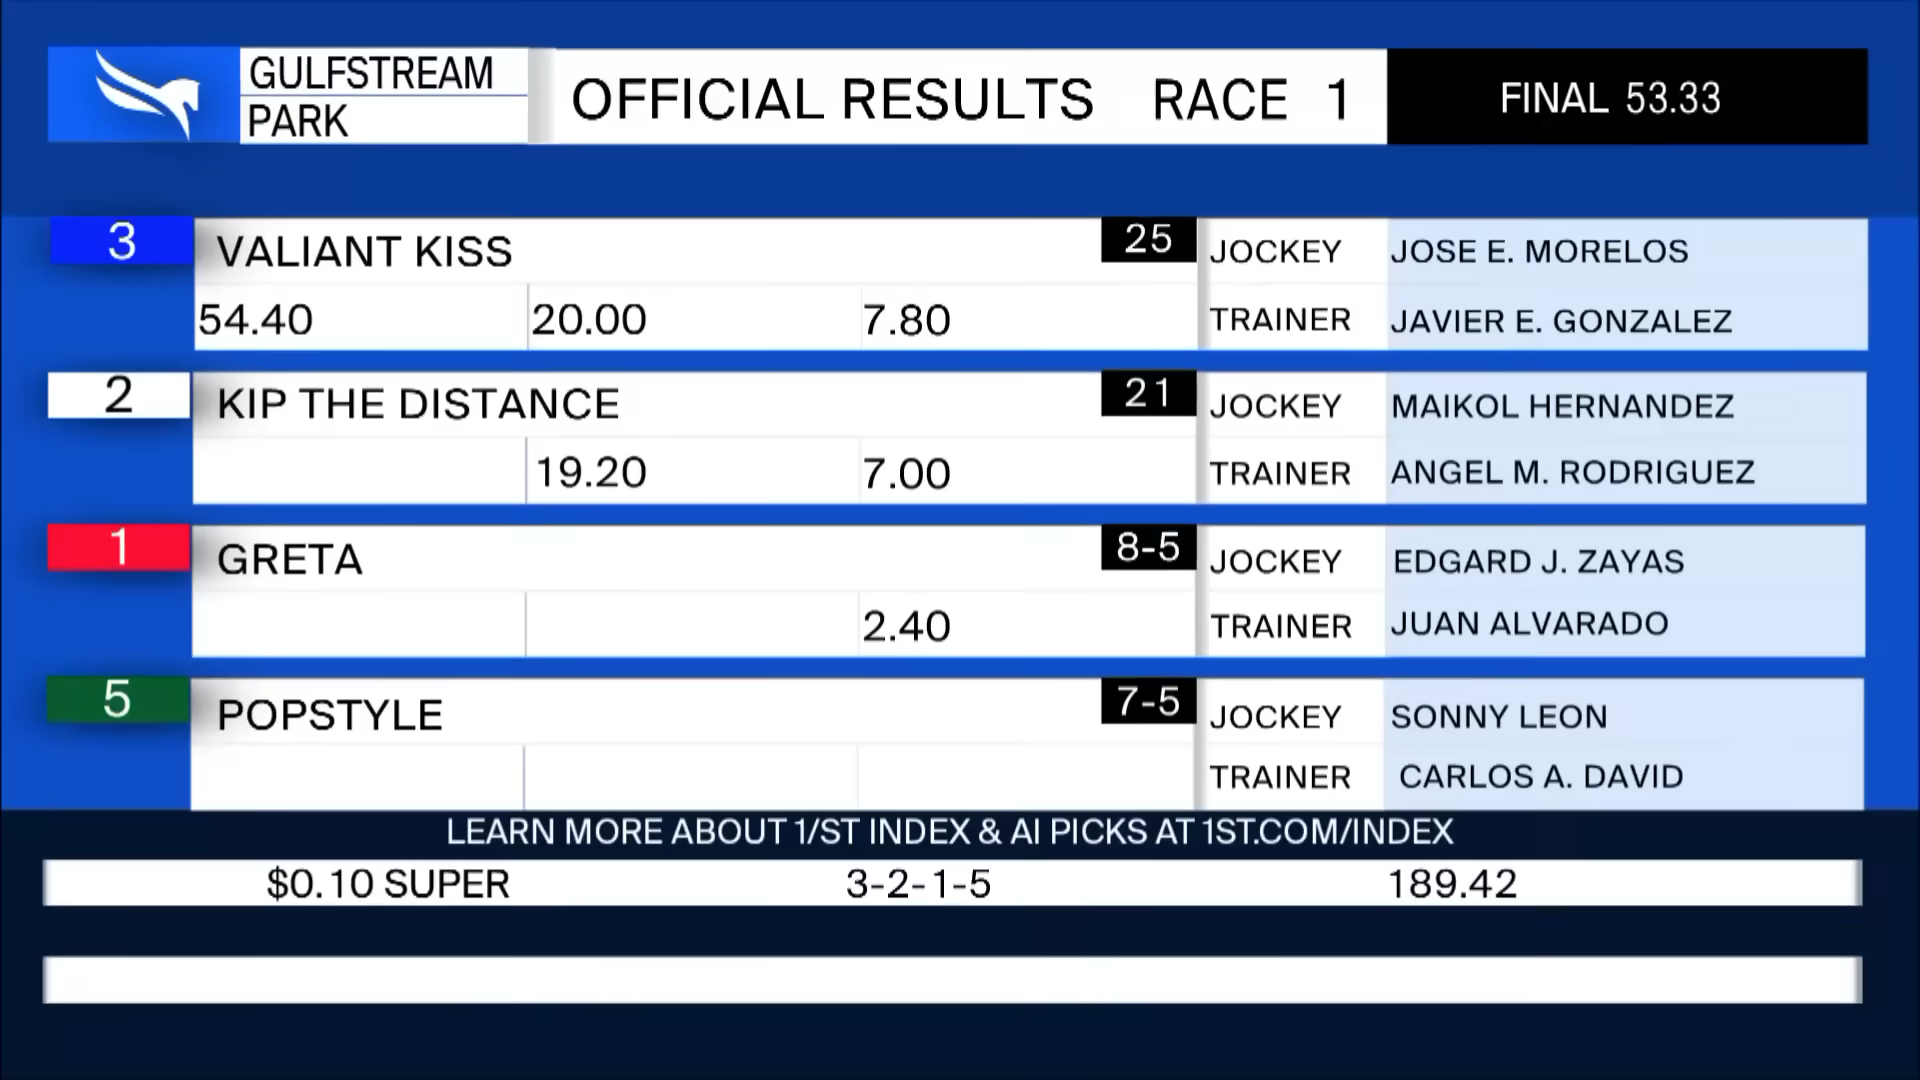 GULFSTREAM
PARK
OFFICIAL RESULTS RACE 1
FINAL 53.33
3
VALIANT KISS
25
JOCKEY
JOSE E. MORELOS
54.40
20.00
7.80
TRAINER
JAVIER E. GONZALEZ
2
KIP THE DISTANCE
21
JOCKEY
MAIKOL HERNANDEZ
19.20
7.00
TRAINER
ANGEL M. RODRIGUEZ
1
GRETA
8-5
JOCKEY
EDGARD J. ZAYAS
2.40
TRAINER
JUAN ALVARADO
5
POPSTYLE
7-5
JOCKEY
SONNY LEON
TRAINER
CARLOS A. DAVID
LEARN MORE ABOUT 1/ST INDEX & AI PICKS AT 1ST.COM/INDEX
$0.10 SUPER
3-2-1-5
189.42